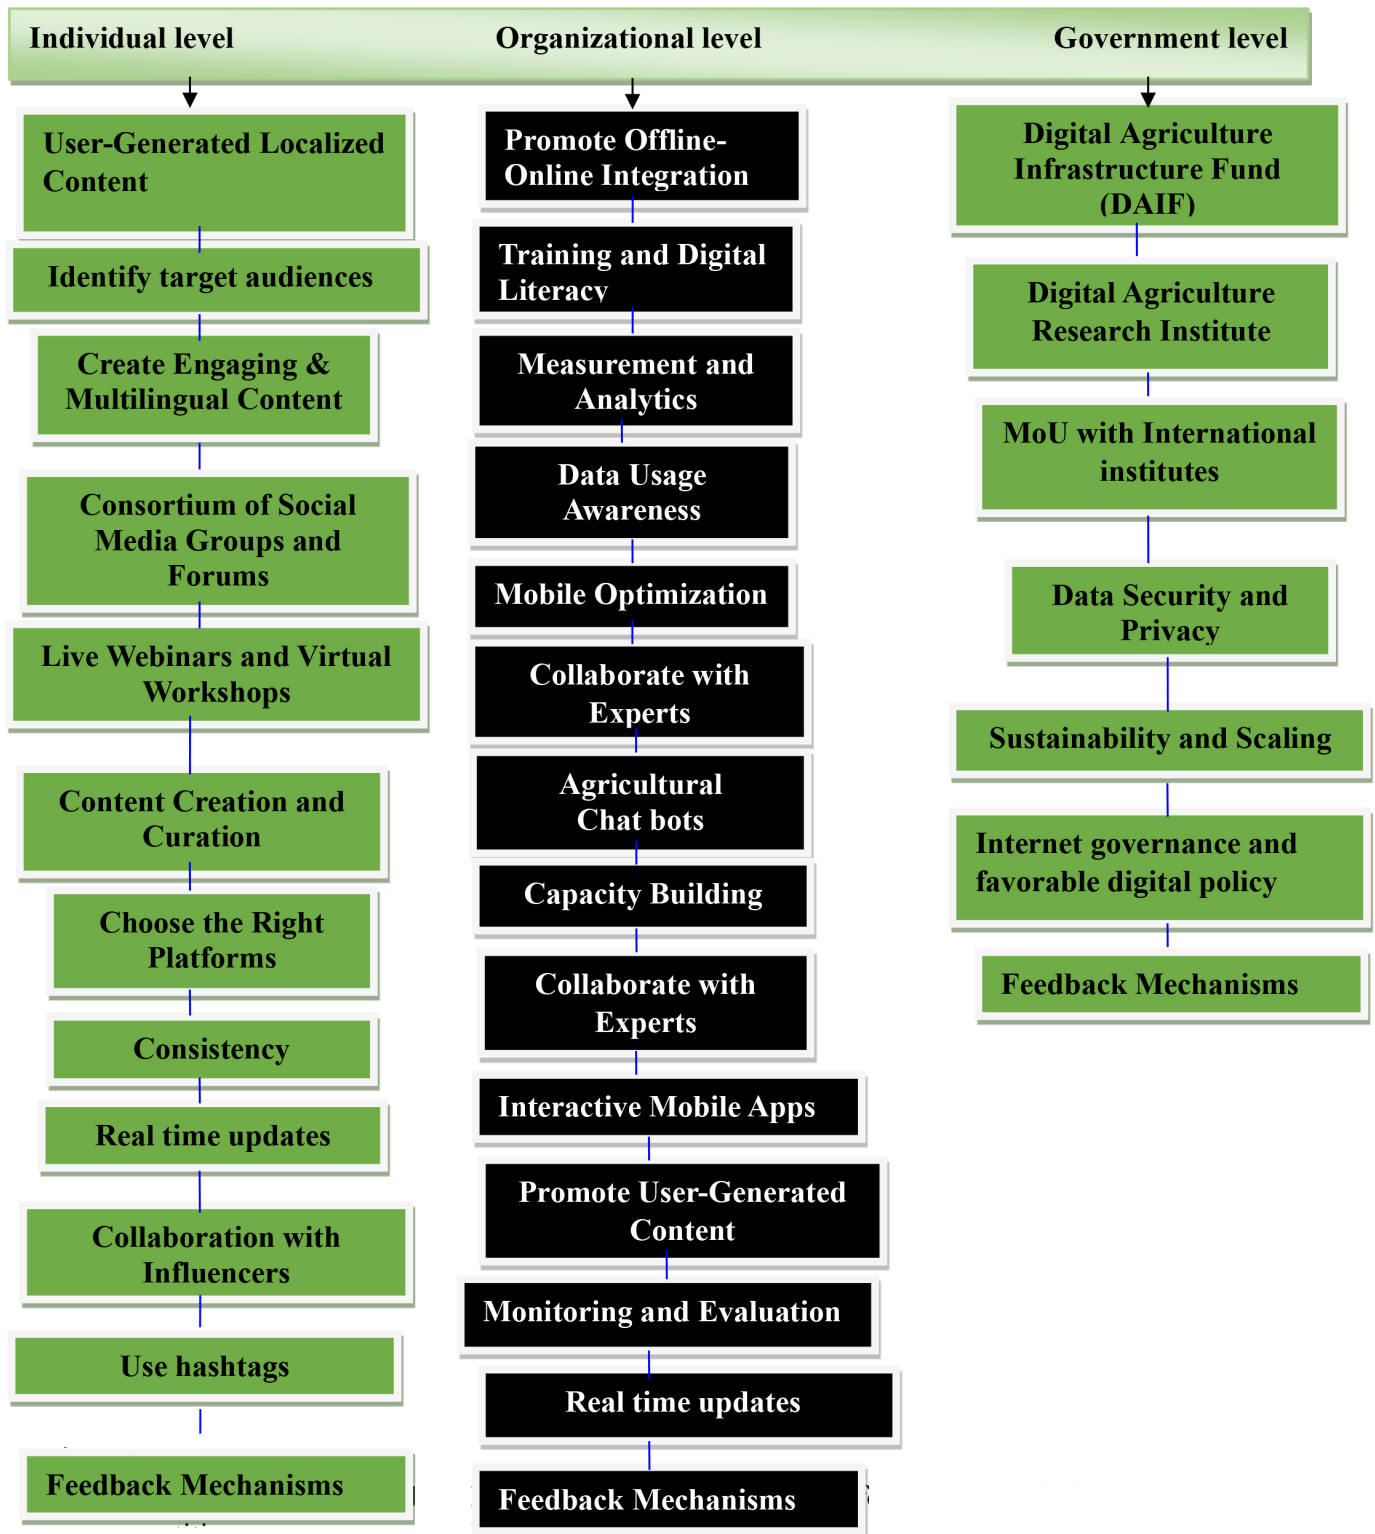 Individual level
Organizational level
Government level
User-Generated Localized
Content
Identify target audiences
Create Engaging &
Multilingual Content
Consortium of Social
Media Groups and
Forums
Live Webinars and Virtual
Workshops
Content Creation and
Curation
Choose the Right
Platforms
Consistency
Real time updates
Collaboration with
Influencers
Use hashtags
Feedback Mechanisms
Promote Offline-
Online Integration
Training and Digital
Literacy
Measurement and
Analytics
Data Usage
Awareness
Mobile Optimization
Collaborate with
Experts
Agricultural
Chat bots
Capacity Building
Collaborate with
Experts
Interactive Mobile Apps
Promote User-Generated
Content
Monitoring and Evaluation
Real time updates
Feedback Mechanisms
Digital Agriculture
Infrastructure Fund
(DAIF)
Digital Agriculture
Research Institute
MoU with International
institutes
Data Security and
Privacy
Sustainability and Scaling
Internet governance and
favorable digital policy
Feedback Mechanisms